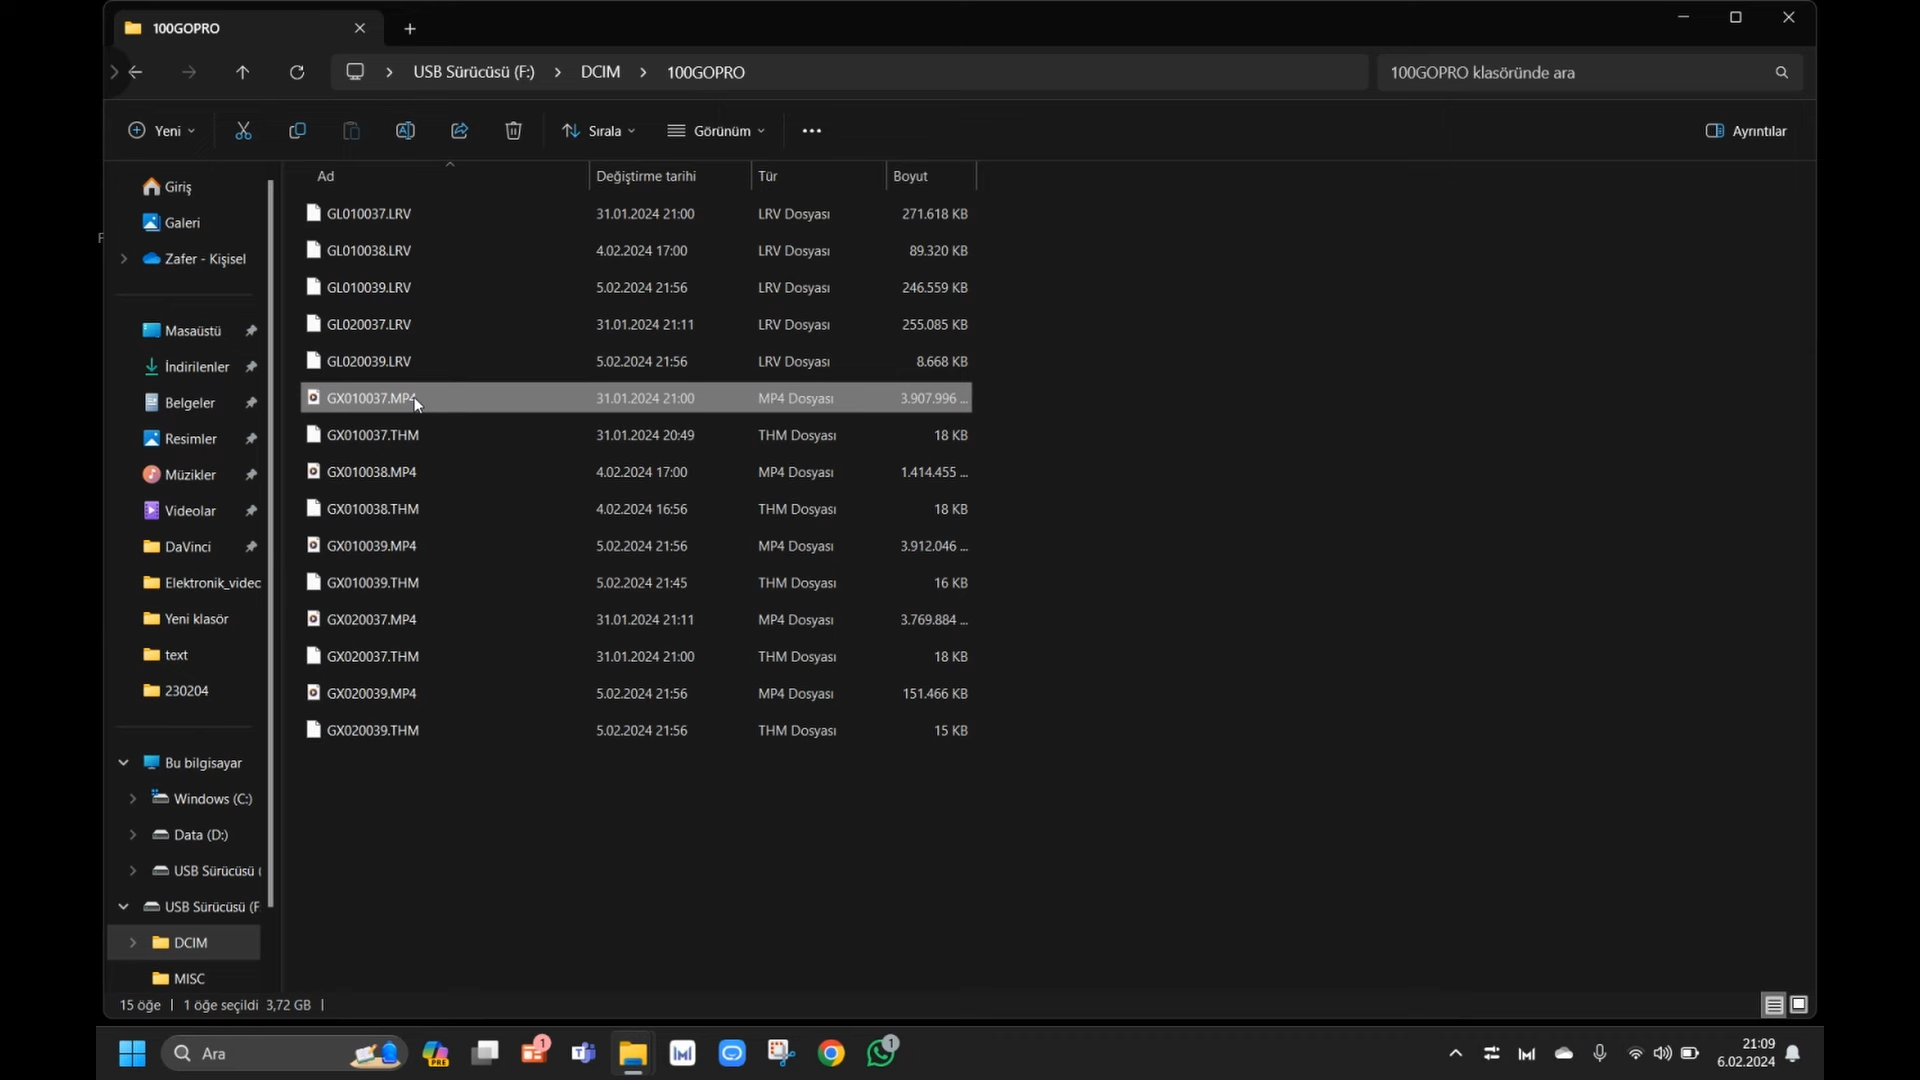 100GOPRO
USB Sürücüsü (F:) DCIM 100GOPRO
100GOPRO klasöründe ara
Yeni
Sırala
Görünüm
Ayrıntılar
Giriş
Galeri
Zafer - Kişisel
Masaüstü
İndirilenler
Belgeler
Resimler
Müzikler
Videolar
DaVinci
Elektronik_videc
Yeni klasör
text
230204
Bu bilgisayar
Windows (C:)
Data (D:)
USB Sürücüsü (
USB Sürücüsü (F
DCIM
MISC
Ad Değiştirme tarihi Tür Boyut
GL010037.LRV 31.01.2024 21:00 LRV Dosyası 271.618 KB
GL010038.LRV 4.02.2024 17:00 LRV Dosyası 89.320 KB
GL010039.LRV 5.02.2024 21:56 LRV Dosyası 246.559 KB
GL020037.LRV 31.01.2024 21:11 LRV Dosyası 255.085 KB
GL020039.LRV 5.02.2024 21:56 LRV Dosyası 8.668 KB
GX010037.MP4 31.01.2024 21:00 MP4 Dosyası 3.907.996 ...
GX010037.THM 31.01.2024 20:49 THM Dosyası 18 KB
GX010038.MP4 4.02.2024 17:00 MP4 Dosyası 1.414.455 ...
GX010038.THM 4.02.2024 16:56 THM Dosyası 18 KB
GX010039.MP4 5.02.2024 21:56 MP4 Dosyası 3.912.046 ...
GX010039.THM 5.02.2024 21:45 THM Dosyası 16 KB
GX020037.MP4 31.01.2024 21:11 MP4 Dosyası 3.769.884 ...
GX020037.THM 31.01.2024 21:00 THM Dosyası 18 KB
GX020039.MP4 5.02.2024 21:56 MP4 Dosyası 151.466 KB
GX020039.THM 5.02.2024 21:56 THM Dosyası 15 KB
15 öğe 1 öğe seçildi 3,72 GB
Ara
PRE
1
1
21:09
6.02.2024